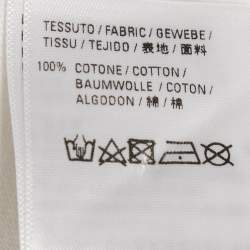 TESSUTO / FABRIC / GEWEBE /
TISSU / TEJIDO / 表地 / 面料
100% COTONE / COTTON /
BAUMWOLLE / COTON /
ALGODON / 綿 / 棉